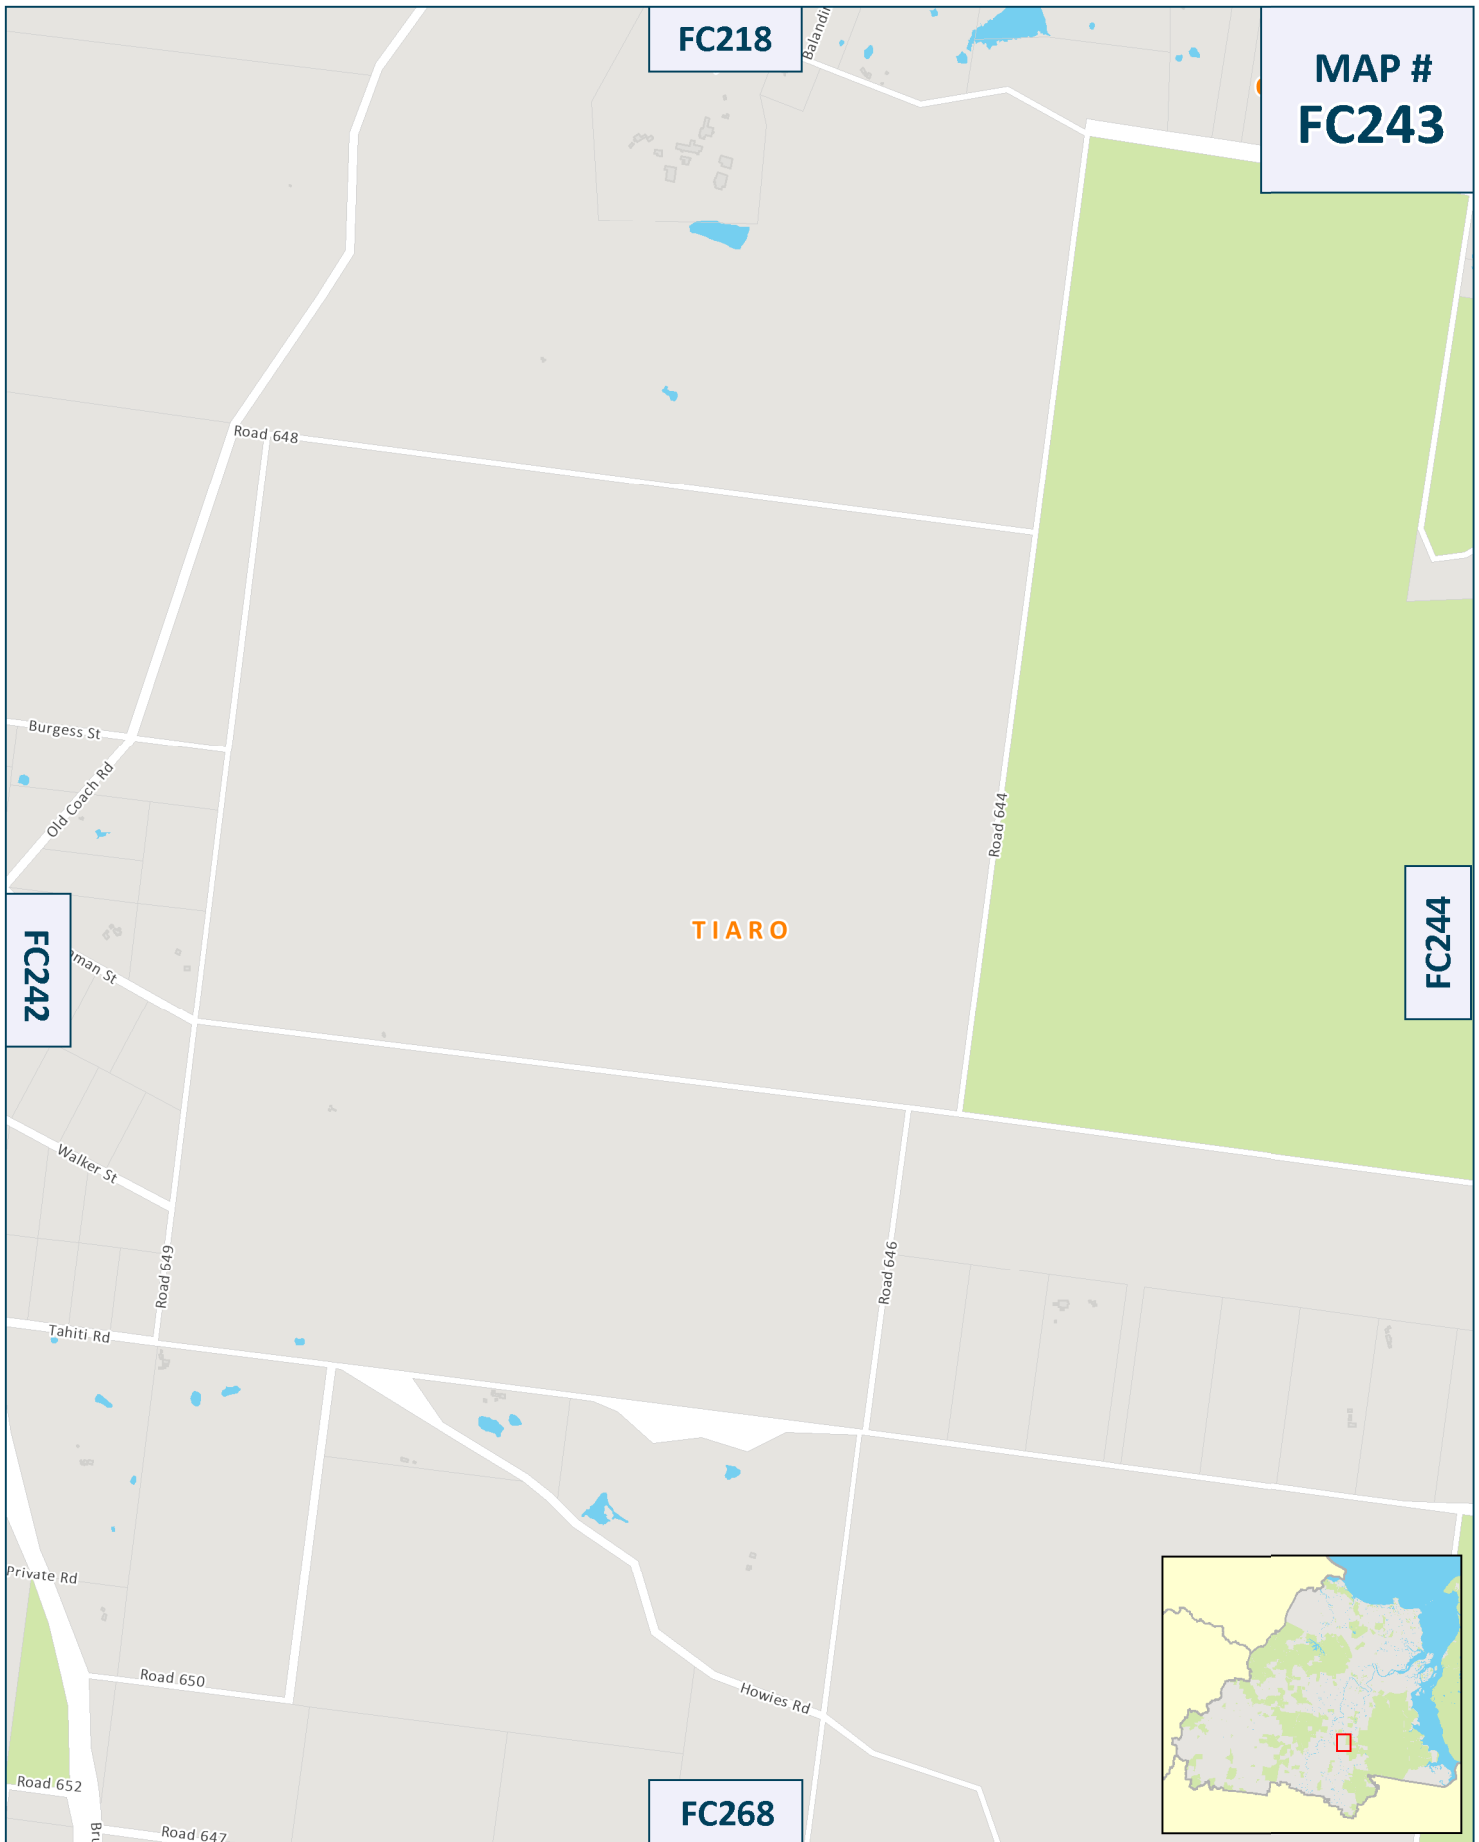 FC218
MAP #
FC243
Road 648
Burgess St
Old Coach Rd
Road 644
TIARO
FC242
FC244
Walker St
Road 649
Road 646
Tahiti Rd
Private Rd
Road 650
Howies Rd
Road 652
Road 647
FC268